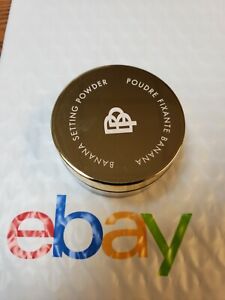 BANANA SETTING POWDER
POUDRE FIXANTE BANANA
ebay